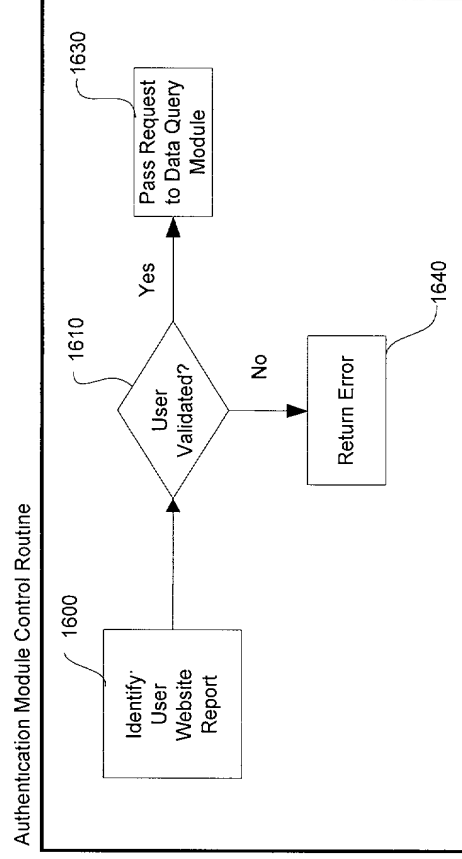 Authentication Module Control Routine
1600
Identify:
User
Website
Report
1610
User
Validated?
Yes
1630
Pass Request
to Data Query
Module
No
1640
Return Error